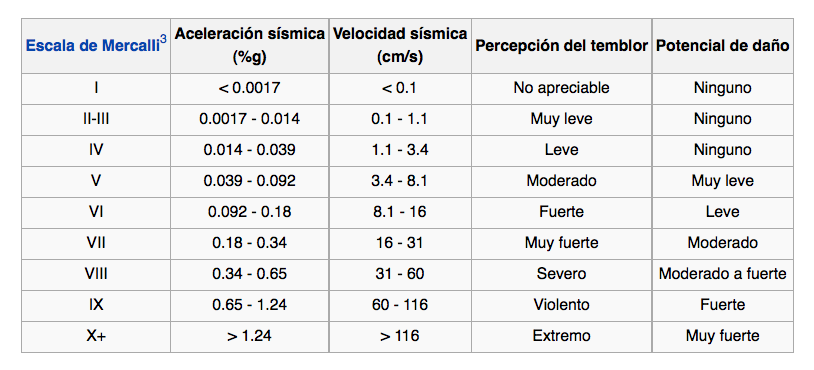 Escala de Mercalli3 Aceleración sísmica (%g) Velocidad sísmica (cm/s) Percepción del temblor Potencial de daño
I < 0.0017 < 0.1 No apreciable Ninguno
II-III 0.0017 - 0.014 0.1 - 1.1 Muy leve Ninguno
IV 0.014 - 0.039 1.1 - 3.4 Leve Ninguno
V 0.039 - 0.092 3.4 - 8.1 Moderado Muy leve
VI 0.092 - 0.18 8.1 - 16 Fuerte Leve
VII 0.18 - 0.34 16 - 31 Muy fuerte Moderado
VIII 0.34 - 0.65 31 - 60 Severo Moderado a fuerte
IX 0.65 - 1.24 60 - 116 Violento Fuerte
X+ > 1.24 > 116 Extremo Muy fuerte